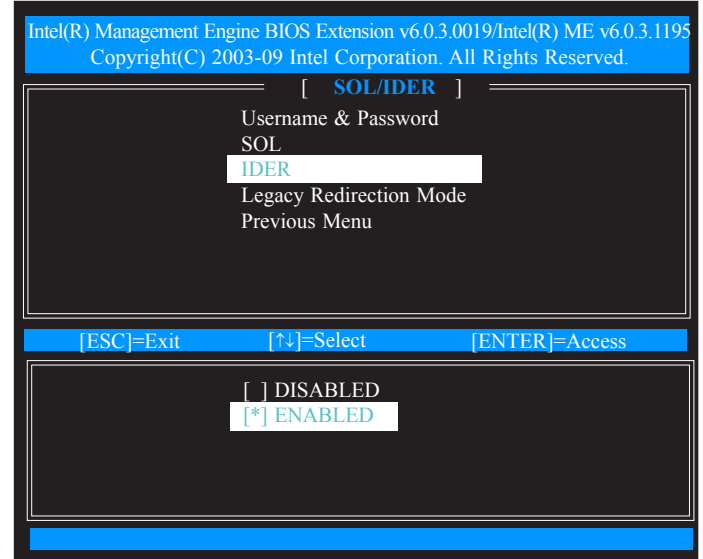 Intel(R) Management Engine BIOS Extension v6.0.3.0019/Intel(R) ME v6.0.3.1195
Copyright(C) 2003-09 Intel Corporation. All Rights Reserved.
[ SOL/IDER ]
Username & Password
SOL
IDER
Legacy Redirection Mode
Previous Menu
[ESC]=Exit [↑↓]=Select [ENTER]=Access
[ ] DISABLED
[*] ENABLED